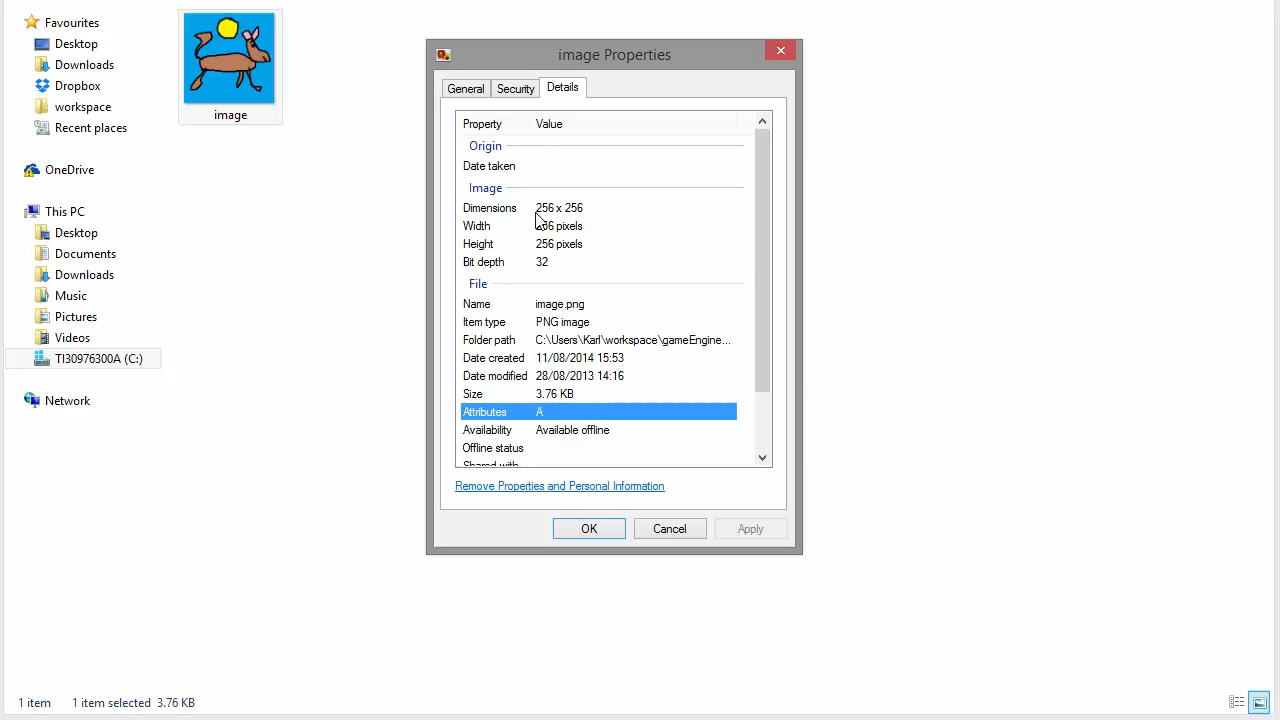 Favourites
Desktop
Downloads
Dropbox
workspace
Recent places
OneDrive
This PC
Desktop
Documents
Downloads
Music
Pictures
Videos
TI30976300A (C:)
Network
image
image Properties
General Security Details
Property Value
Origin
Date taken
Image
Dimensions 256 x 256
Width pixels
Height 256 pixels
Bit depth 32
File
Name image.png
Item type PNG image
Folder path C:\Users\Karl\workspace\gameEngine...
Date created 11/08/2014 15:53
Date modified 28/08/2013 14:16
Size 3.76 KB
Attributes A
Availability Available offline
Offline status
Shared with
Remove Properties and Personal Information
OK Cancel Apply
1 item 1 item selected 3.76 KB